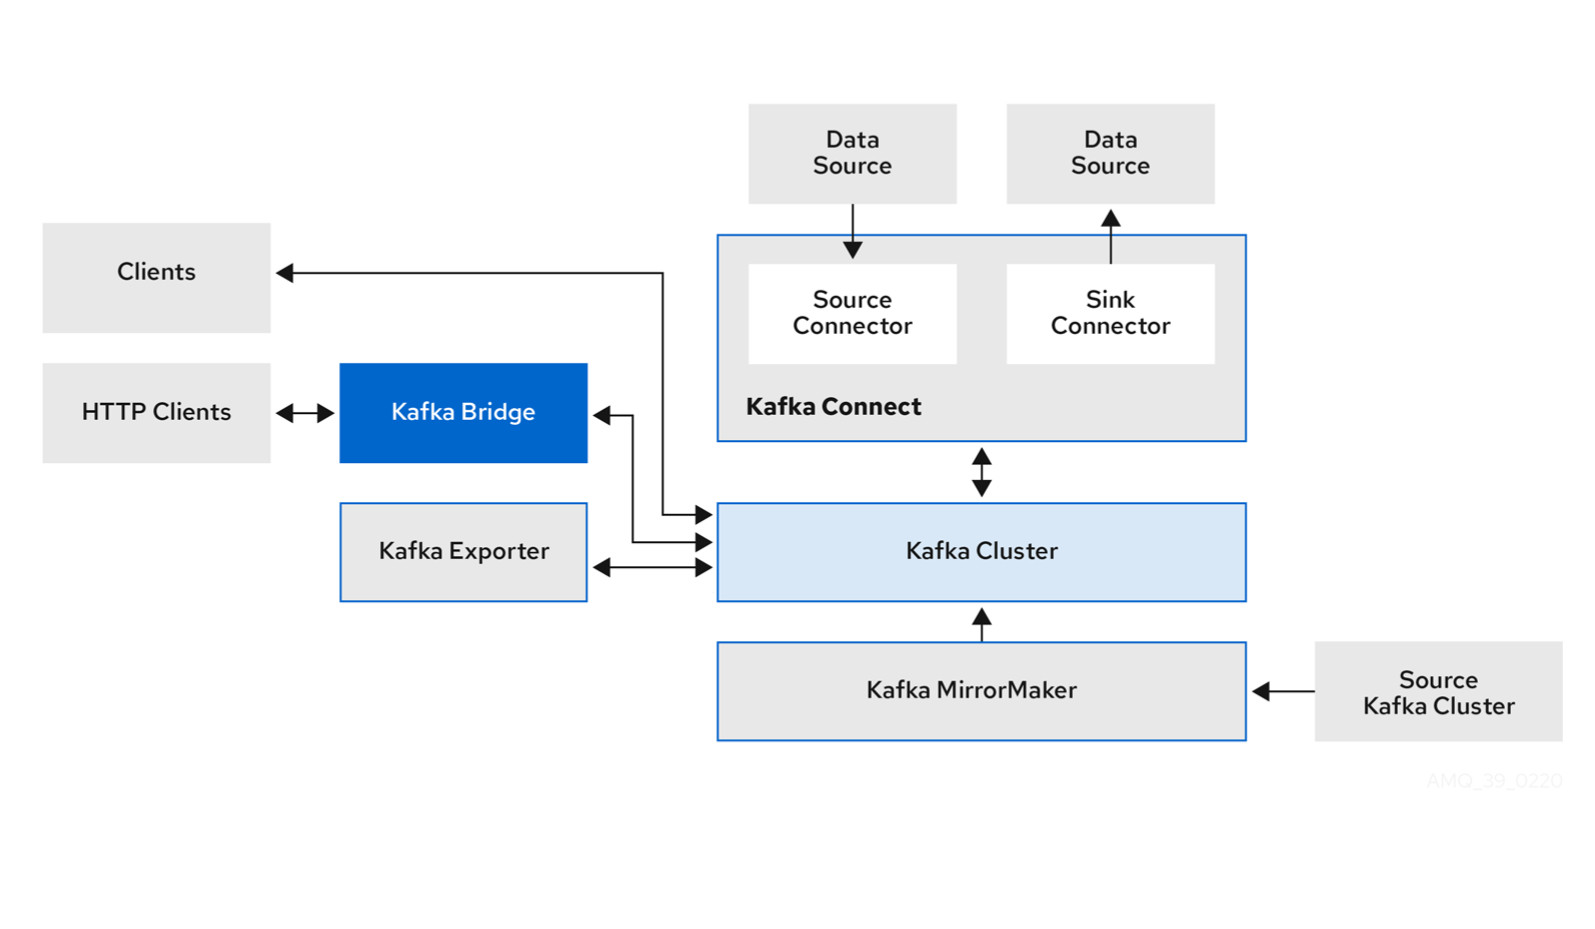 Data
Source
Data
Source
Clients
Source
Connector
Sink
Connector
HTTP Clients
Kafka Bridge
Kafka Connect
Kafka Exporter
Kafka Cluster
Kafka MirrorMaker
Source
Kafka Cluster
AMQ_39_0220